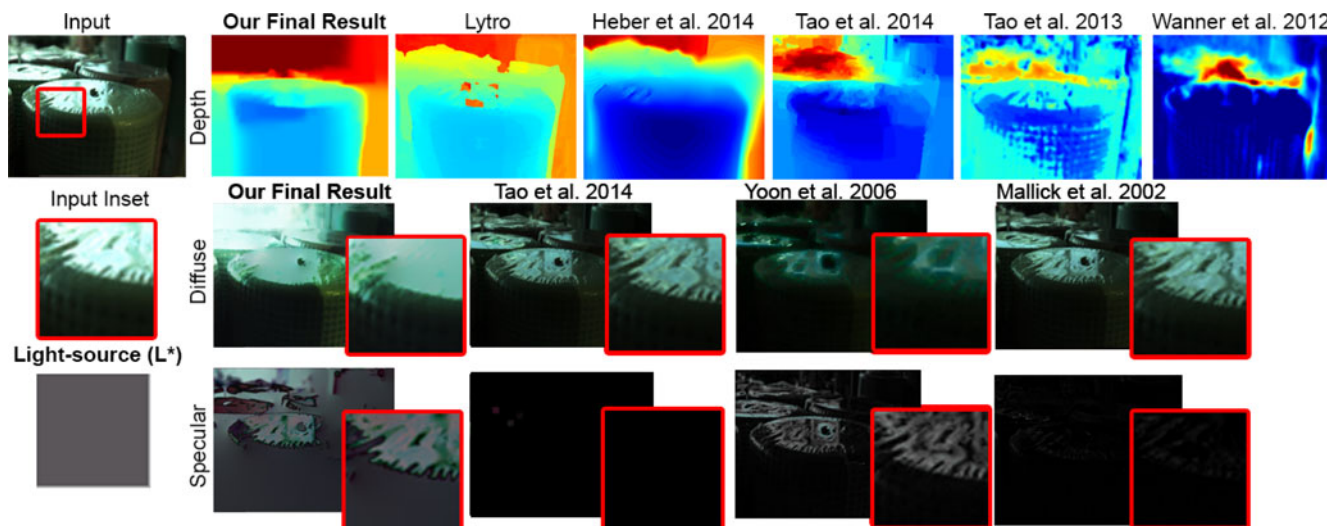 Input
Our Final Result
Lytro
Heber et al. 2014
Tao et al. 2014
Tao et al. 2013
Wanner et al. 2012
Depth
Input Inset
Our Final Result
Tao et al. 2014
Yoon et al. 2006
Mallick et al. 2002
Diffuse
Light-source (L*)
Specular